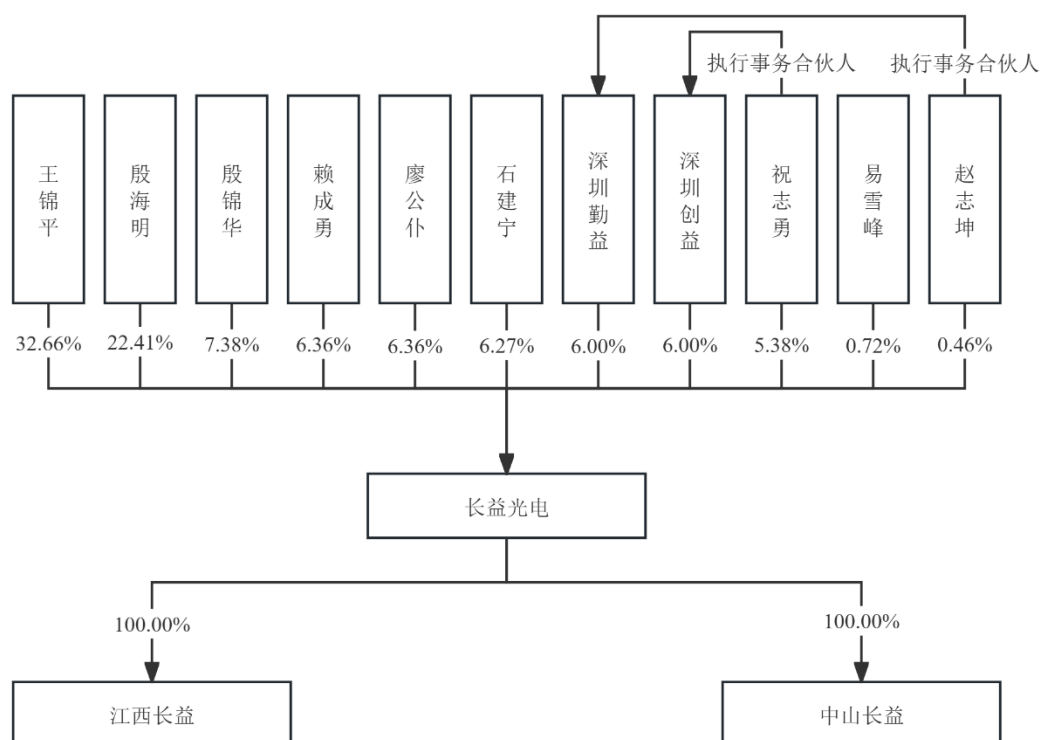 执行事务合伙人
执行事务合伙人
王锦平
殷海明
殷锦华
赖成勇
廖公仆
石建宁
深圳勤益
深圳创益
祝志勇
易雪峰
赵志坤
32.66%
22.41%
7.38%
6.36%
6.36%
6.27%
6.00%
6.00%
5.38%
0.72%
0.46%
长益光电
100.00%
100.00%
江西长益
中山长益